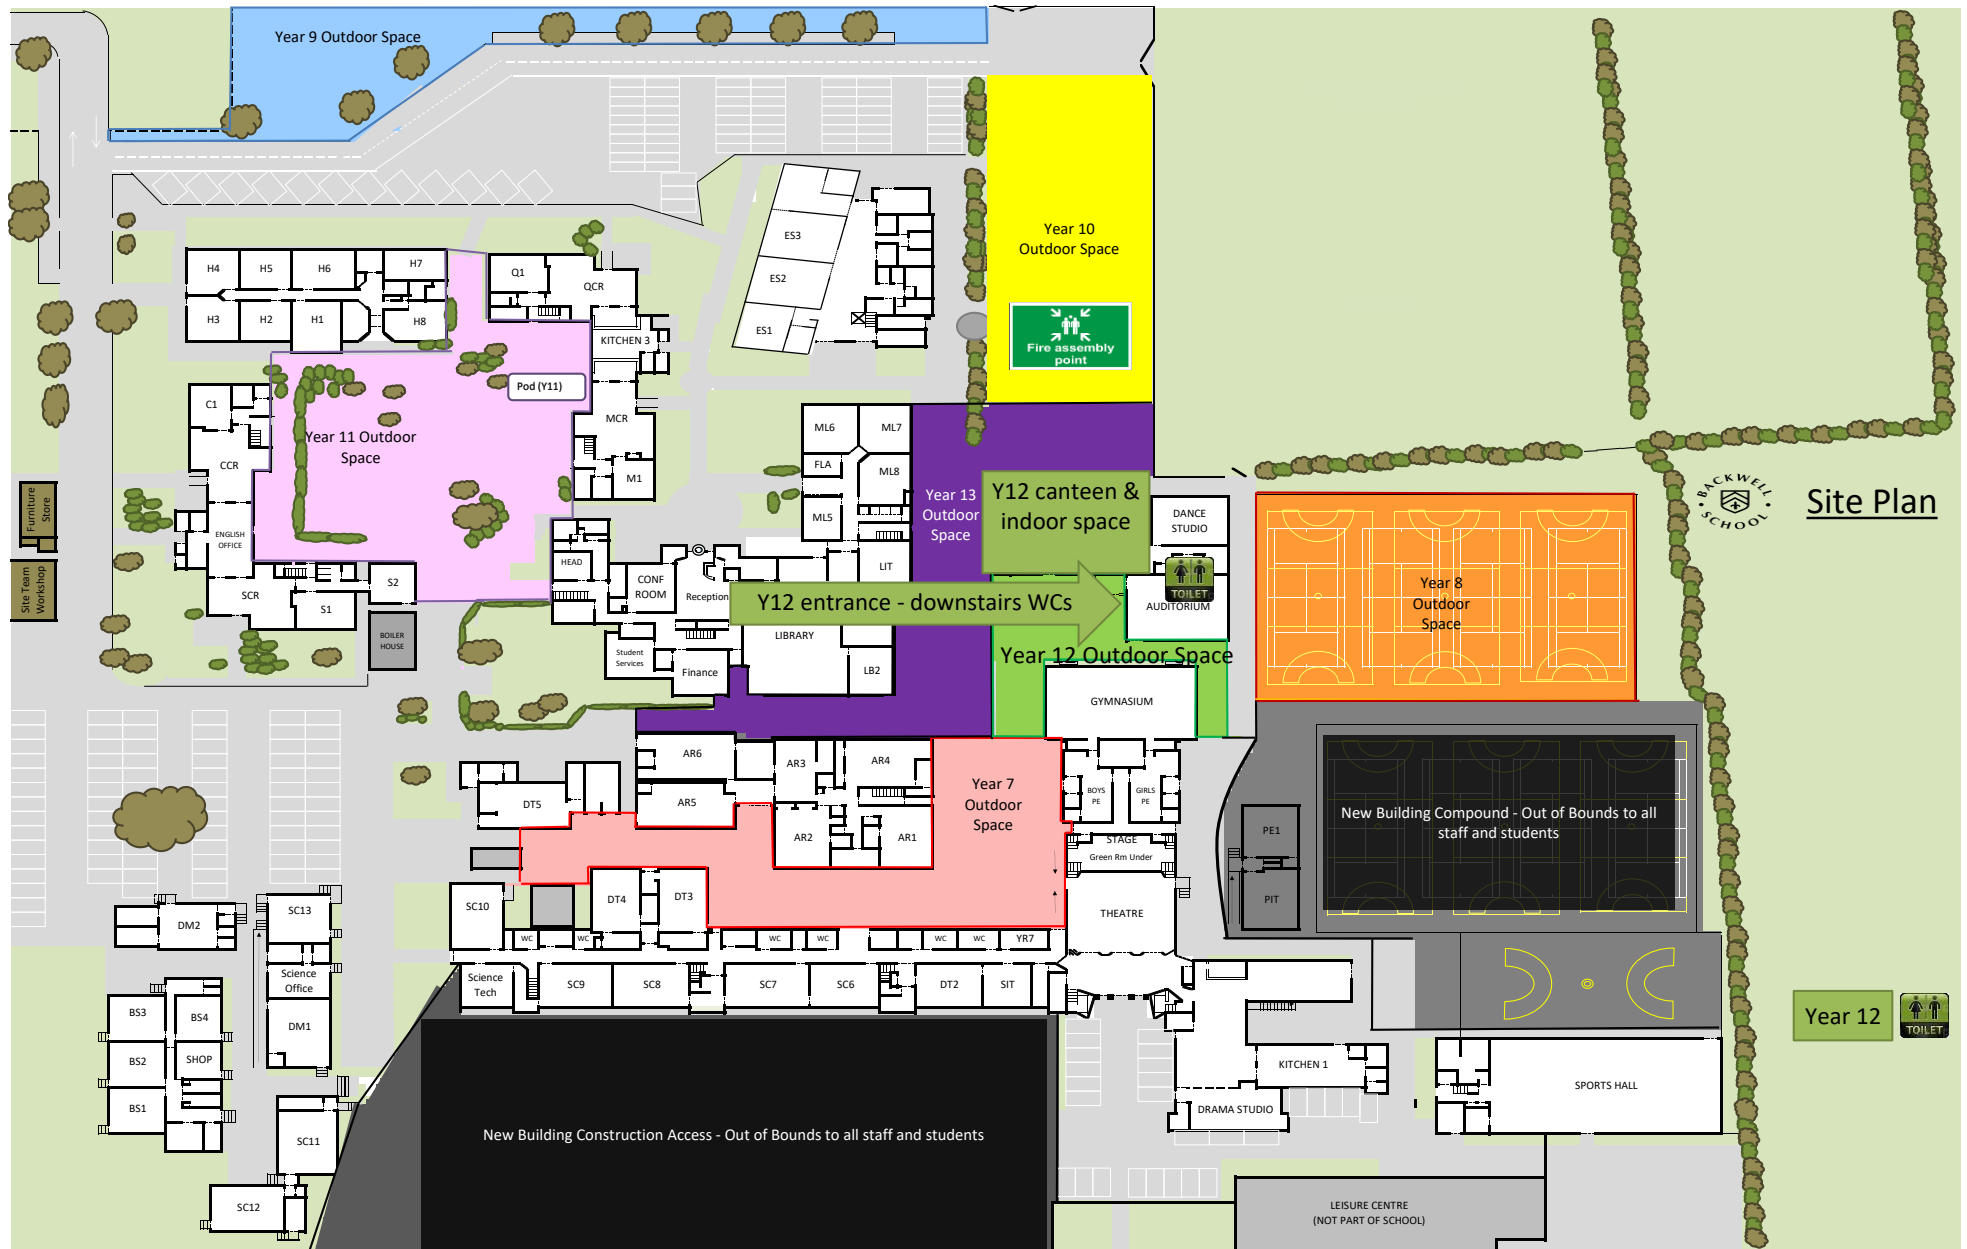 Year 9 Outdoor Space
Year 10
Outdoor Space
Fire assembly
point
ES3
ES2
ES1
H4
H5
H6
H7
H3
H2
H1
H8
Q1
QCR
KITCHEN 3
Pod (Y11)
MCR
M1
C1
CCR
Year 11 Outdoor
Space
ENGLISH
OFFICE
SCR
S1
S2
BOILER
HOUSE
Furniture
Store
Site Team
Workshop
HEAD
CONF
ROOM
Reception
Student
Services
Finance
LIBRARY
LB2
LIT
ML6
ML7
FLA
ML8
ML5
Year 13
Outdoor
Space
Y12 canteen &
indoor space
Y12 entrance - downstairs WCs
DANCE
STUDIO
TOILET
AUDITORIUM
Year 12 Outdoor Space
GYMNASIUM
BACKWELL
SCHOOL
Site Plan
Year 8
Outdoor
Space
New Building Compound - Out of Bounds to all
staff and students
PE1
PIT
BOYS
PE
GIRLS
PE
STAGE
Green Rm Under
THEATRE
Year 7
Outdoor
Space
AR6
AR3
AR4
AR5
AR2
AR1
DT5
DT4
DT3
SC10
WC
WC
WC
WC
WC
WC
YR7
Science
Tech
SC9
SC8
SC7
SC6
DT2
SIT
DM2
SC13
Science
Office
DM1
BS3
BS4
BS2
SHOP
BS1
SC11
SC12
New Building Construction Access - Out of Bounds to all staff and students
KITCHEN 1
DRAMA STUDIO
SPORTS HALL
LEISURE CENTRE
(NOT PART OF SCHOOL)
Year 12
TOILET